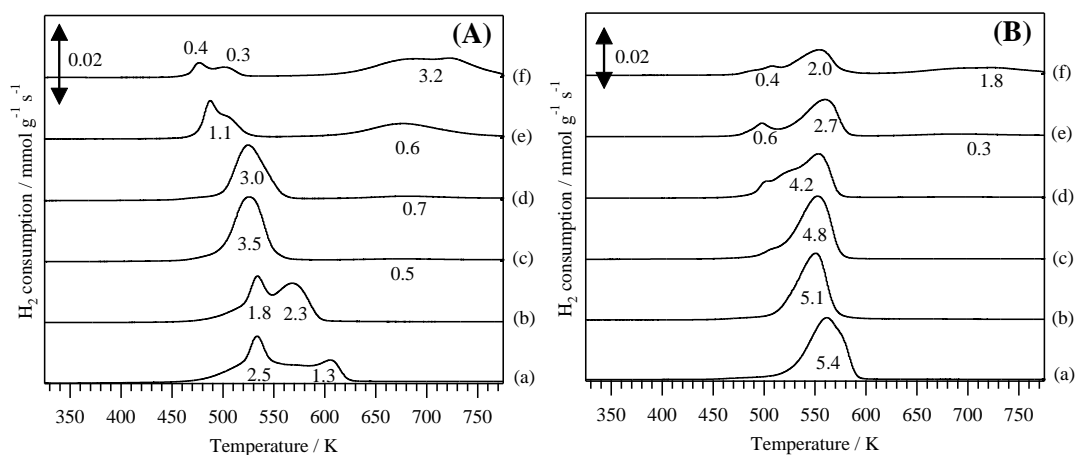 (A)
0.02
0.4
0.3
3.2
(f)
1.1
0.6
(e)
3.0
0.7
(d)
3.5
0.5
(c)
1.8
2.3
(b)
2.5
1.3
(a)
H2 consumption / mmol g-1 s-1
350 400 450 500 550 600 650 700 750
Temperature / K
(B)
0.02
0.4
2.0
1.8
(f)
0.6
2.7
0.3
(e)
4.2
(d)
4.8
(c)
5.1
(b)
5.4
(a)
H2 consumption / mmol g-1 s-1
350 400 450 500 550 600 650 700 750
Temperature / K